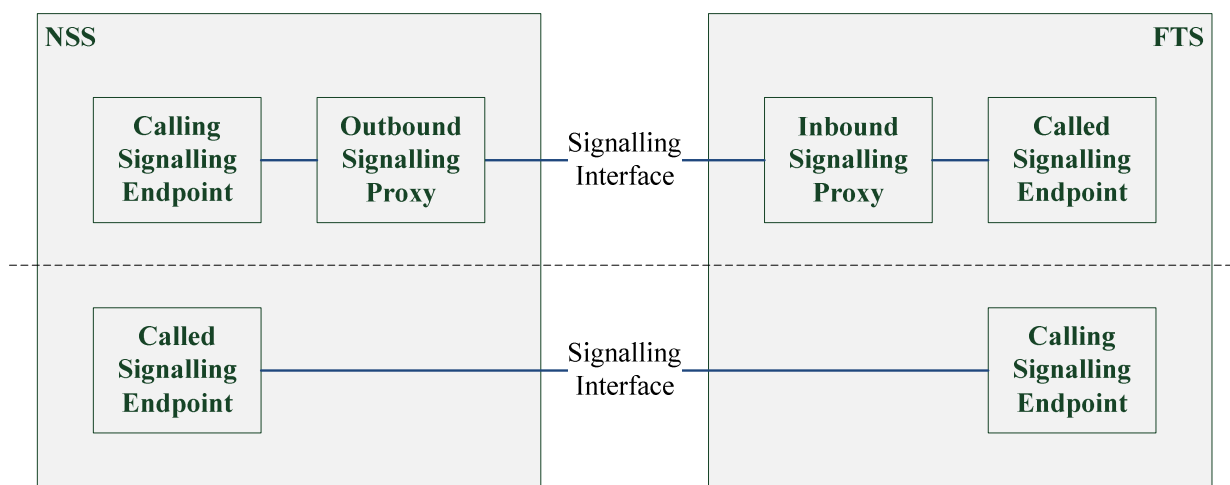 NSS
FTS
Calling
Signalling
Endpoint
Outbound
Signalling
Proxy
Signalling
Interface
Inbound
Signalling
Proxy
Called
Signalling
Endpoint
Called
Signalling
Endpoint
Signalling
Interface
Calling
Signalling
Endpoint